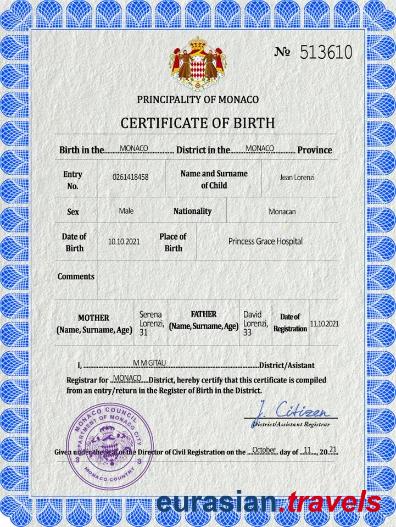 № 513610
PRINCIPALITY OF MONACO
CERTIFICATE OF BIRTH
Birth in the MONACO District in the MONACO Province
Entry No. 0261418458 Name and Surname of Child Jean Lorenzi
Sex Male Nationality Monacan
Date of Birth 10.10.2021 Place of Birth Princess Grace Hospital
Comments
MOTHER (Name, Surname, Age) Serena Lorenzi, 31 FATHER (Name, Surname, Age) David Lorenzi, 33 Date of Registration 11.10.2021
I, M M GITAU District/Asistant
Registrar for MONACO District, hereby certify that this certificate is compiled
from an entry/return in the Register of Birth in the District.
J. Citizen
District/Assistant Registrar
MONACO COUNCIL
MONACO COUNTRY
Given under the seal of the Director of Civil Registration on the October day of 11, 20 21
eurasian.travels